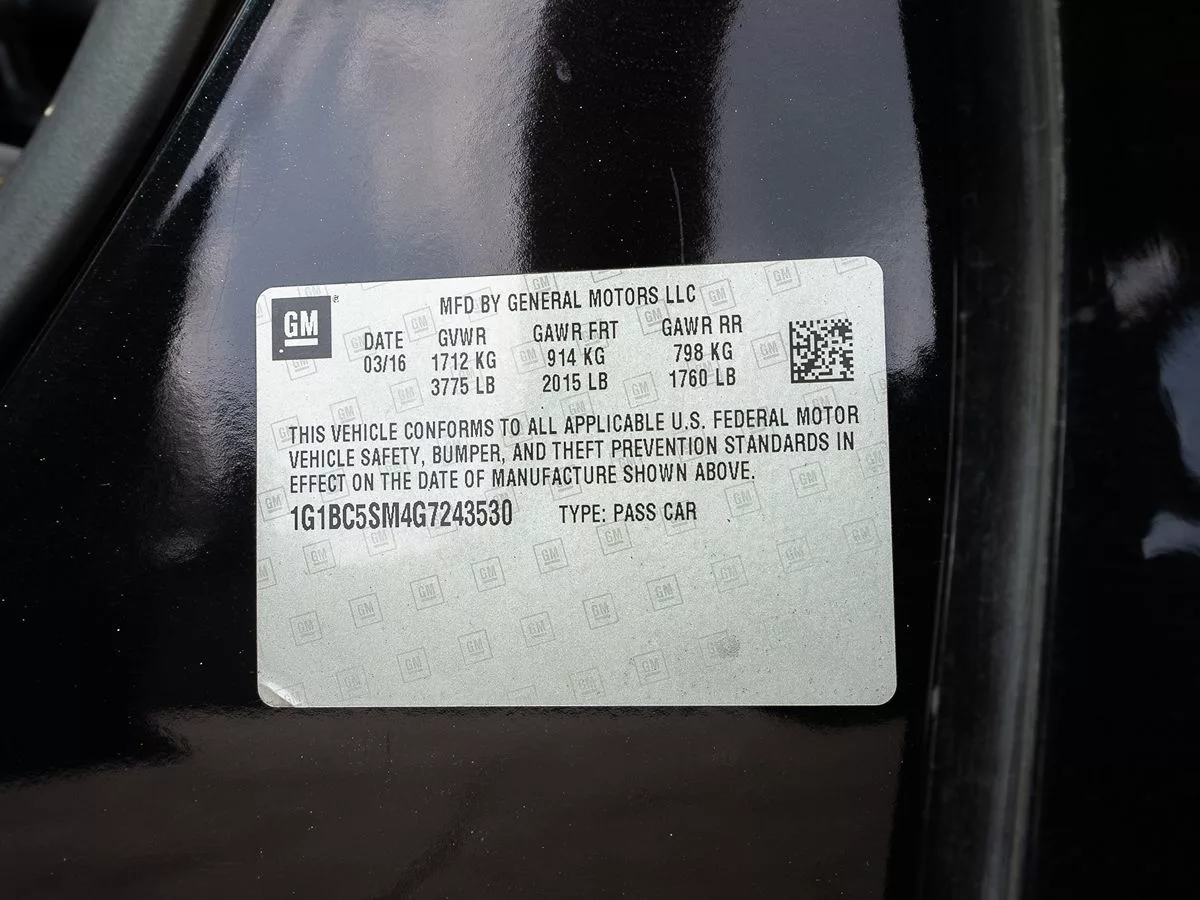 GM ®
MFD BY GENERAL MOTORS LLC
DATE GVWR GAWR FRT GAWR RR
03/16 1712 KG 914 KG 798 KG
3775 LB 2015 LB 1760 LB
THIS VEHICLE CONFORMS TO ALL APPLICABLE U.S. FEDERAL MOTOR
VEHICLE SAFETY, BUMPER, AND THEFT PREVENTION STANDARDS IN
EFFECT ON THE DATE OF MANUFACTURE SHOWN ABOVE.
1G1BC5SM4G7243530 TYPE: PASS CAR